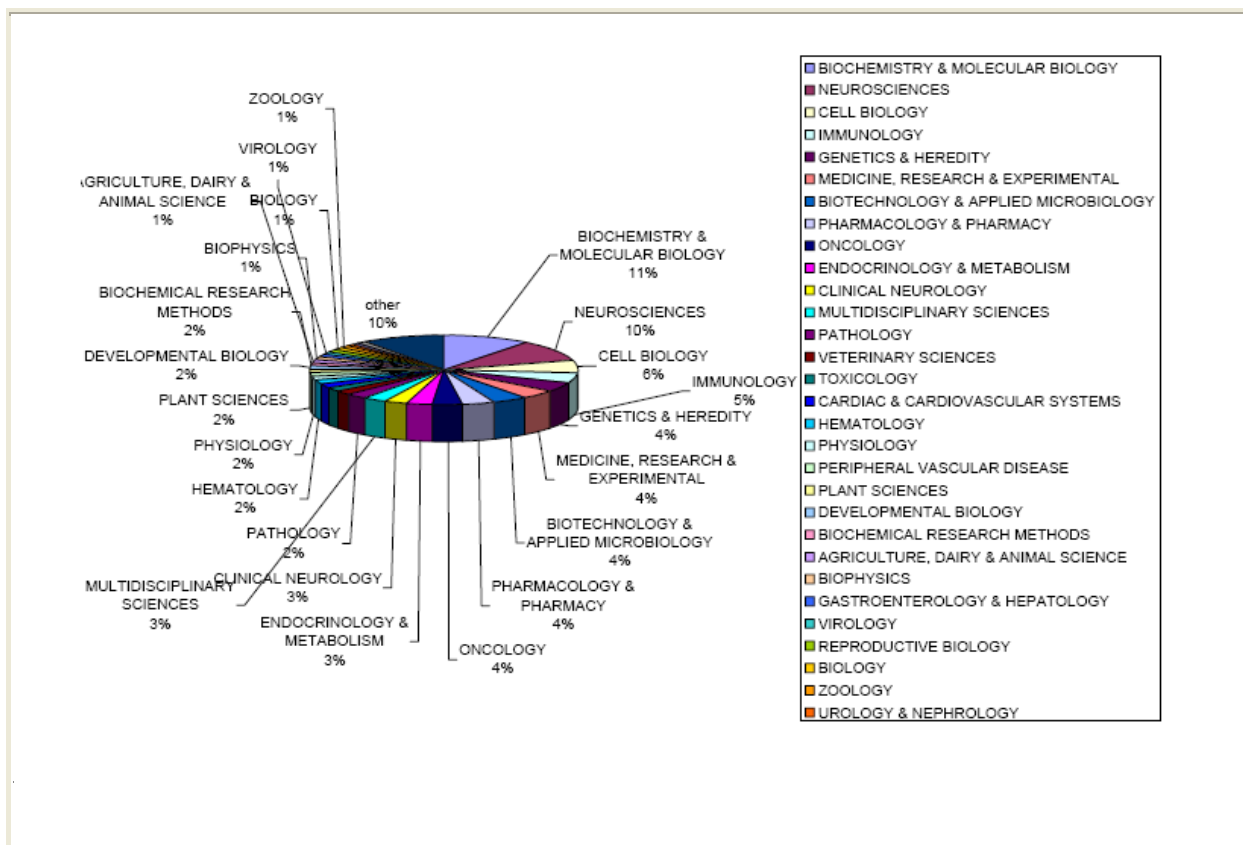 ZOOLOGY
1%
VIROLOGY
1%
AGRICULTURE, DAIRY &
ANIMAL SCIENCE
1%
BIOLOGY
1%
BIOPHYSICS
1%
BIOCHEMICAL RESEARCH
METHODS
2%
DEVELOPMENTAL BIOLOGY
2%
PLANT SCIENCES
2%
PHYSIOLOGY
2%
HEMATOLOGY
2%
PATHOLOGY
2%
MULTIDISCIPLINARY
SCIENCES
3%
CLINICAL NEUROLOGY
3%
ENDOCRINOLOGY &
METABOLISM
3%
ONCOLOGY
4%
PHARMACOLOGY &
PHARMACY
4%
BIOTECHNOLOGY &
APPLIED MICROBIOLOGY
4%
MEDICINE, RESEARCH &
EXPERIMENTAL
4%
GENETICS & HEREDITY
4%
IMMUNOLOGY
5%
CELL BIOLOGY
6%
NEUROSCIENCES
10%
BIOCHEMISTRY &
MOLECULAR BIOLOGY
11%
other
10%
BIOCHEMISTRY & MOLECULAR BIOLOGY
NEUROSCIENCES
CELL BIOLOGY
IMMUNOLOGY
GENETICS & HEREDITY
MEDICINE, RESEARCH & EXPERIMENTAL
BIOTECHNOLOGY & APPLIED MICROBIOLOGY
PHARMACOLOGY & PHARMACY
ONCOLOGY
ENDOCRINOLOGY & METABOLISM
CLINICAL NEUROLOGY
MULTIDISCIPLINARY SCIENCES
PATHOLOGY
VETERINARY SCIENCES
TOXICOLOGY
CARDIAC & CARDIOVASCULAR SYSTEMS
HEMATOLOGY
PHYSIOLOGY
PERIPHERAL VASCULAR DISEASE
PLANT SCIENCES
DEVELOPMENTAL BIOLOGY
BIOCHEMICAL RESEARCH METHODS
AGRICULTURE, DAIRY & ANIMAL SCIENCE
BIOPHYSICS
GASTROENTEROLOGY & HEPATOLOGY
VIROLOGY
REPRODUCTIVE BIOLOGY
BIOLOGY
ZOOLOGY
UROLOGY & NEPHROLOGY